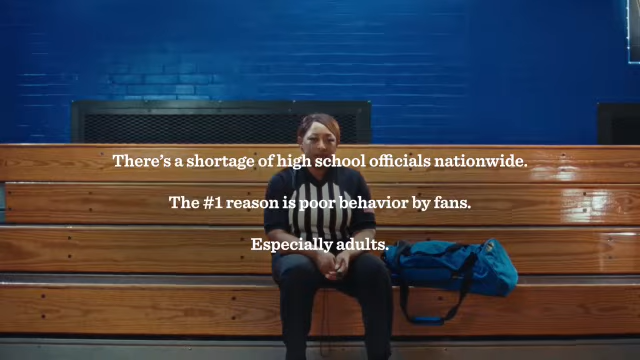 There's a shortage of high school officials nationwide.
The #1 reason is poor behavior by fans.
Especially adults.